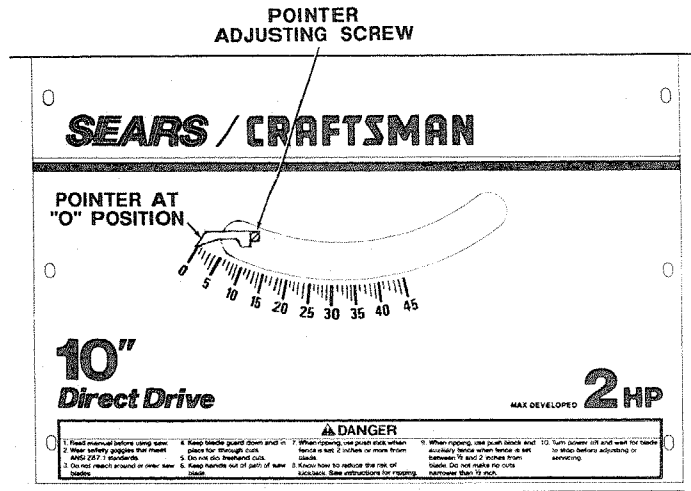 POINTER
ADJUSTING SCREW
SEARS / CRAFTSMAN
POINTER AT
"O" POSITION
0 5 10 15 20 25 30 35 40 45
10"
Direct Drive
MAX DEVELOPED 2 HP
DANGER
1. Read manual before using saw.
2. Wear safety goggles that meet
ANSI Z87.1 standards.
3. Do not reach around or over saw
blades.
4. Keep blade guard down and in
place for through cuts.
5. Do not do freehand cuts.
6. Keep hands out of path of saw
blade.
7. When ripping, use push stick when
fence is set 2 inches or more from
blade.
8. Know how to reduce the risk of
kickback. See instructions for ripping.
9. When ripping, use push block and
auxiliary fence when fence is set
between ½ and 2 inches from
blade. Do not make rip cuts
narrower than ½ inch.
10. Turn power off and wait for blade
to stop before adjusting or
servicing.